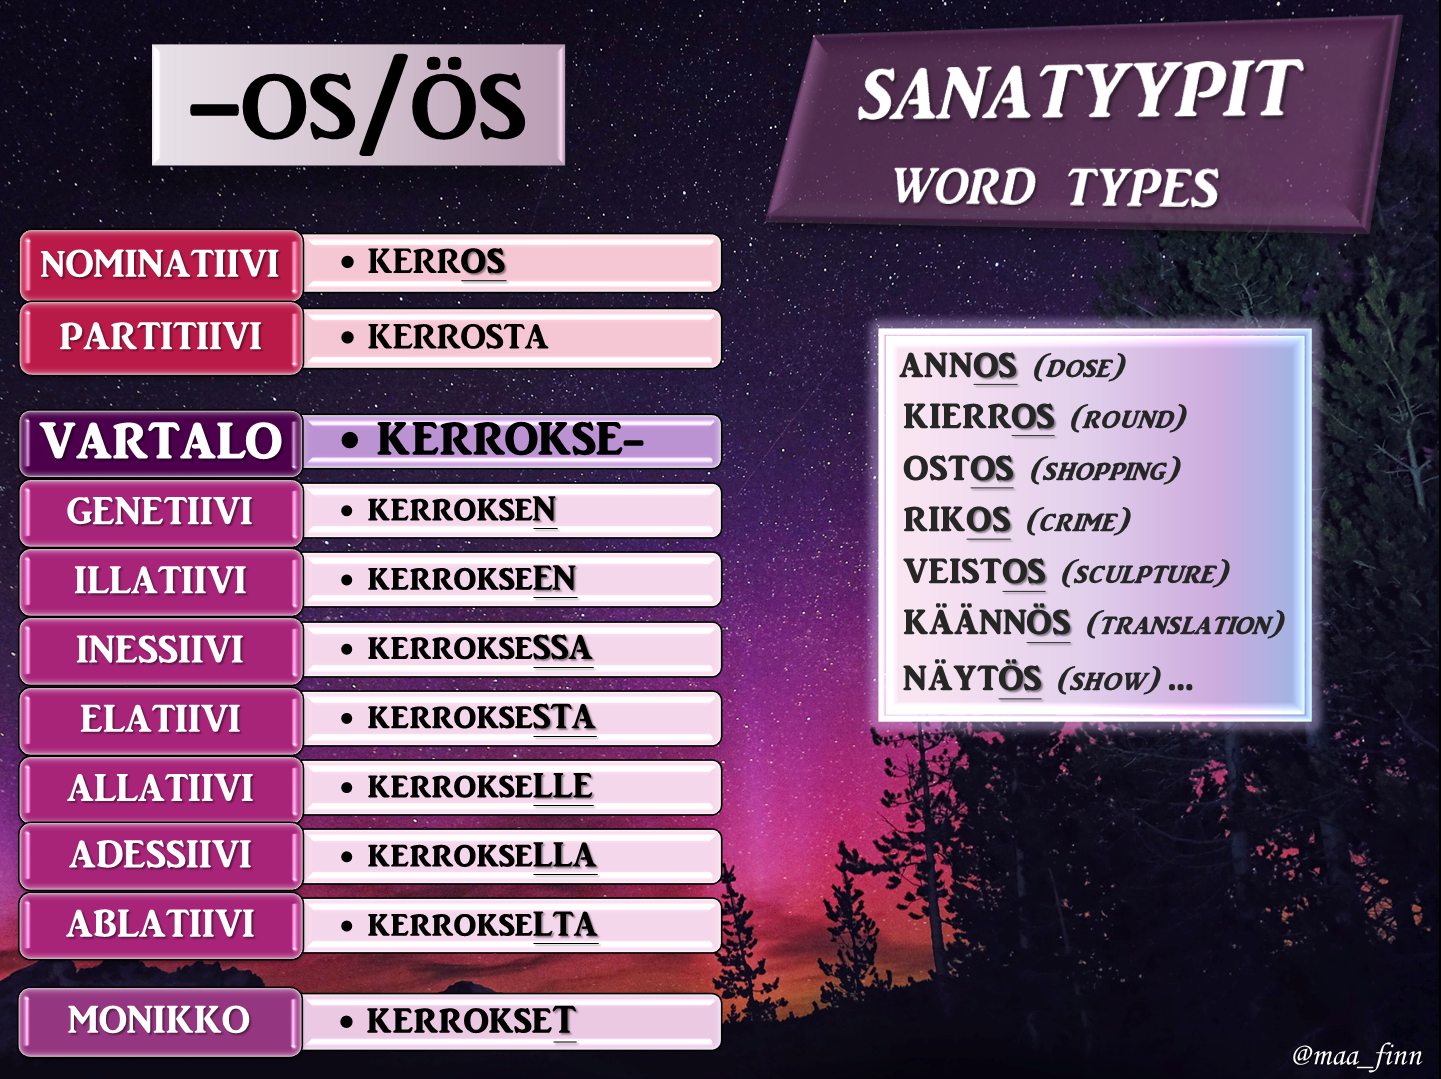 -OS/ÖS
SANATYYPIT
WORD TYPES
NOMINATIIVI • KERROS
PARTITIIVI • KERROSTA
VARTALO • KERROKSE-
GENETIIVI • KERROKSEN
ILLATIIVI • KERROKSEEN
INESSIIVI • KERROKSESSA
ELATIIVI • KERROKSESTA
ALLATIIVI • KERROKSELLE
ADESSIIVI • KERROKSELLA
ABLATIIVI • KERROKSELTA
MONIKKO • KERROKSET
ANNOS (DOSE)
KIERROS (ROUND)
OSTOS (SHOPPING)
RIKOS (CRIME)
VEISTOS (SCULPTURE)
KÄÄNNÖS (TRANSLATION)
NÄYTÖS (SHOW) ...
@maa_finn